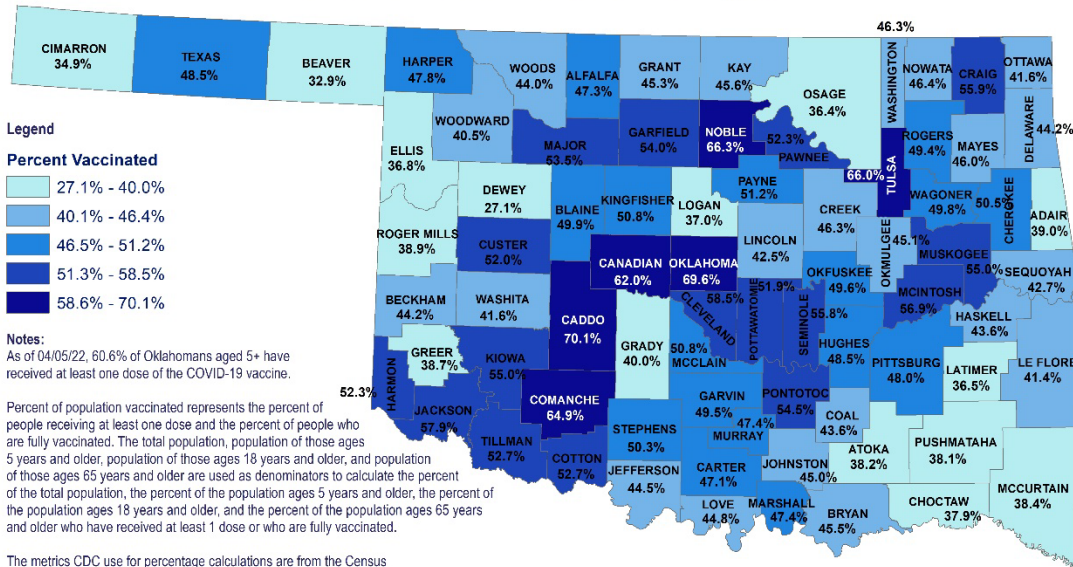 46.3%
CIMARRON
34.9%
TEXAS
48.5%
BEAVER
32.9%
HARPER
47.8%
WOODS
44.0%
ALFALFA
47.3%
GRANT
45.3%
KAY
45.6%
OSAGE
36.4%
WASHINGTON
NOWATA
46.4%
CRAIG
55.9%
OTTAWA
41.6%
DELAWARE
44.2%
WOODWARD
40.5%
ELLIS
36.8%
MAJOR
53.5%
GARFIELD
54.0%
NOBLE
66.3%
52.3%
PAWNEE
ROGERS
49.4%
MAYES
46.0%
66.0%
TULSA
DEWEY
27.1%
BLAINE
49.9%
KINGFISHER
50.8%
LOGAN
37.0%
PAYNE
51.2%
CREEK
46.3%
WAGONER
49.8%
50.5%
CHEROKEE
ADAIR
39.0%
ROGER MILLS
38.9%
CUSTER
52.0%
CANADIAN
62.0%
OKLAHOMA
69.6%
LINCOLN
42.5%
OKMULGEE
45.1%
MUSKOGEE
55.0%
SEQUOYAH
42.7%
OKFUSKEE
49.6%
MCINTOSH
56.9%
BECKHAM
44.2%
WASHITA
41.6%
CADDO
70.1%
GRADY
40.0%
CLEVELAND
58.5%
51.9%
POTTAWATOMIE
SEMINOLE
55.8%
HUGHES
48.5%
PITTSBURG
48.0%
HASKELL
43.6%
LE FLORE
41.4%
LATIMER
36.5%
GREER
38.7%
KIOWA
55.0%
50.8%
MCCLAIN
52.3%
HARMON
JACKSON
57.9%
COMANCHE
64.9%
GARVIN
49.5%
PONTOTOC
54.5%
COAL
43.6%
TILLMAN
52.7%
COTTON
52.7%
STEPHENS
50.3%
47.4%
MURRAY
ATOKA
38.2%
PUSHMATAHA
38.1%
MCCURTAIN
38.4%
JEFFERSON
44.5%
CARTER
47.1%
JOHNSTON
45.0%
LOVE
44.8%
MARSHALL
47.4%
BRYAN
45.5%
CHOCTAW
37.9%
Legend
Percent Vaccinated
27.1% - 40.0%
40.1% - 46.4%
46.5% - 51.2%
51.3% - 58.5%
58.6% - 70.1%
Notes:
As of 04/05/22, 60.6% of Oklahomans aged 5+ have
received at least one dose of the COVID-19 vaccine.
Percent of population vaccinated represents the percent of
people receiving at least one dose and the percent of people who
are fully vaccinated. The total population, population of those ages
5 years and older, population of those ages 18 years and older, and population
of those ages 65 years and older are used as denominators to calculate the percent
of the total population, the percent of the population ages 5 years and older, the percent of
the population ages 18 years and older, and the percent of the population ages 65 years
and older who have received at least 1 dose or who are fully vaccinated.
The metrics CDC use for percentage calculations are from the Census